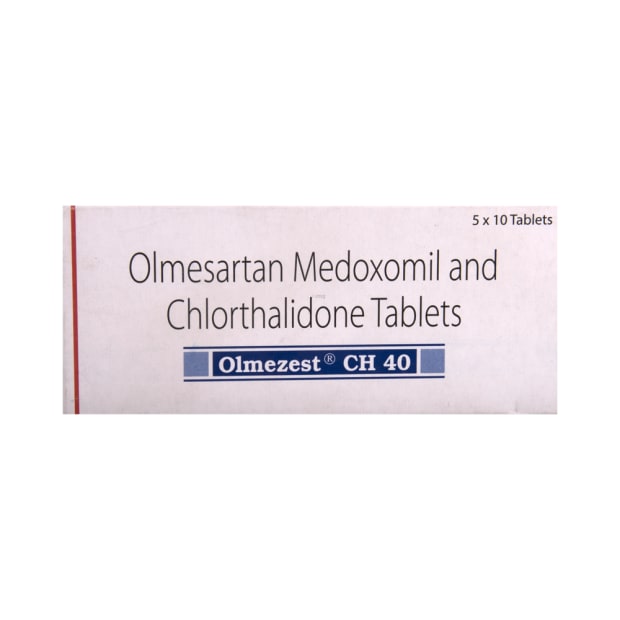 5 x 10 Tablets
Olmesartan Medoxomil and
Chlorthalidone Tablets
Olmezest® CH 40